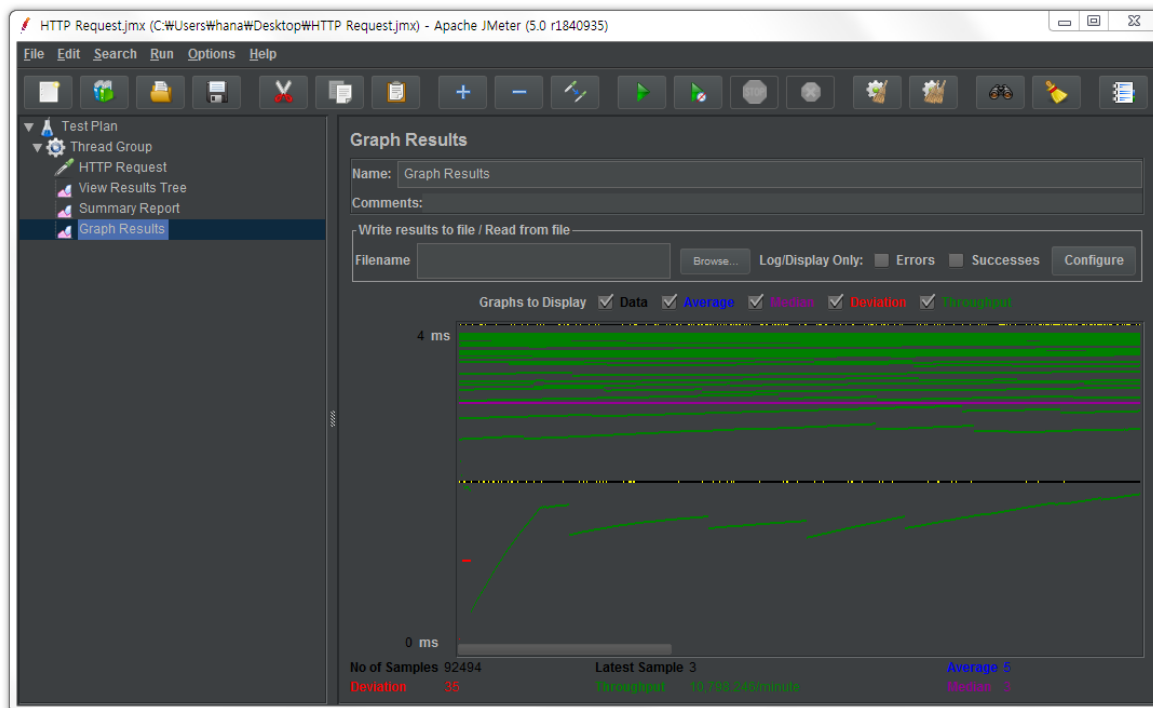 HTTP Request.jmx (C:₩Users₩hana₩Desktop₩HTTP Request.jmx) - Apache JMeter (5.0 r1840935)
File Edit Search Run Options Help
STOP
Test Plan
Thread Group
HTTP Request
View Results Tree
Summary Report
Graph Results
Graph Results
Name: Graph Results
Comments:
Write results to file / Read from file
Filename Browse... Log/Display Only: Errors Successes Configure
Graphs to Display Data Average Median Deviation Throughput
4 ms
0 ms
No of Samples 92494 Latest Sample 3 Average 5
Deviation 35 Throughput 10,798.246/minute Median